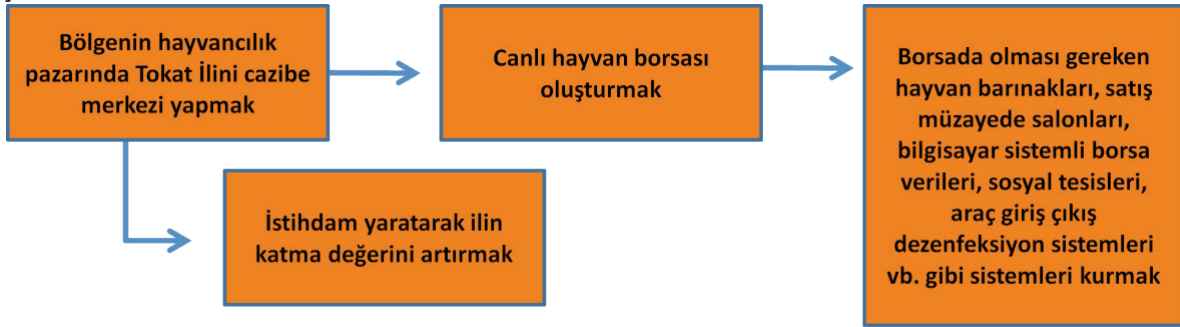 Bölgenin hayvancılık
pazarında Tokat İlini cazibe
merkezi yapmak
Canlı hayvan borsası
oluşturmak
Borsada olması gereken
hayvan barınakları, satış
müzayede salonları,
bilgisayar sistemli borsa
verileri, sosyal tesisleri,
araç giriş çıkış
dezenfeksiyon sistemleri
vb. gibi sistemleri kurmak
İstihdam yaratarak ilin
katma değerini artırmak